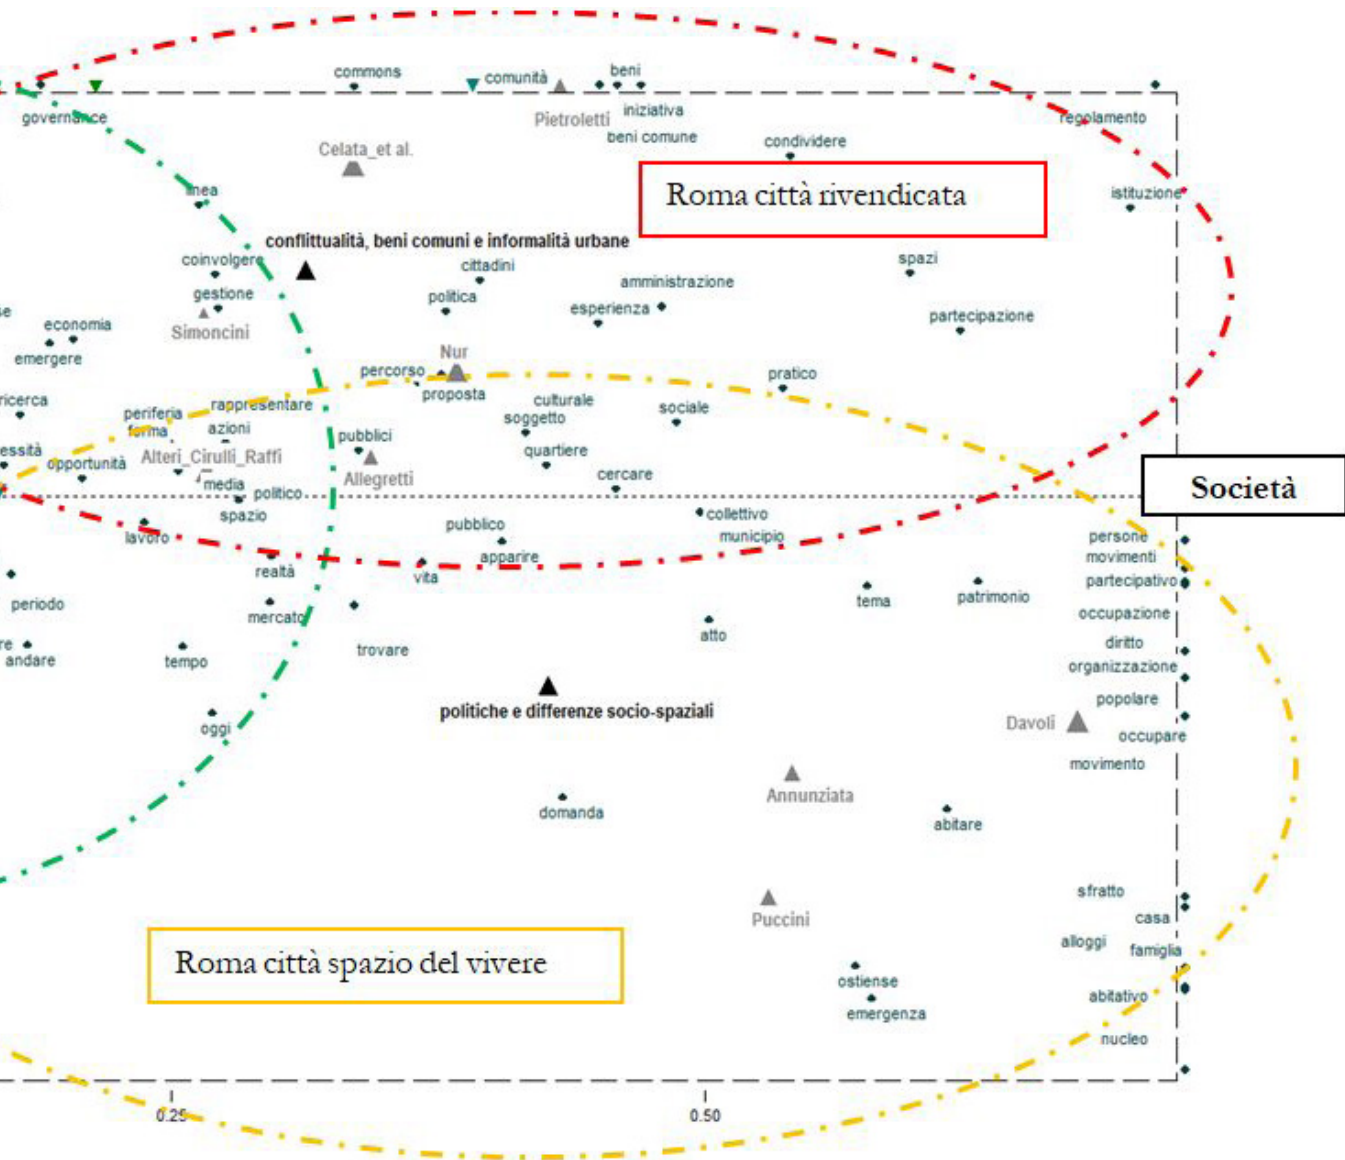 commons
comunità
beni
governance
Pietroletti
iniziativa
regolamento
beni comune
condividere
Celata_et al.
linea
Roma città rivendicata
istituzione
conflittualità, beni comuni e informalità urbane
coinvolgere
cittadini
spazi
gestione
politica
amministrazione
esperienza
partecipazione
economia
Simoncini
emergere
Nur
percorso
pratico
proposta
culturale
ricerca
periferia
rappresentare
soggetto
sociale
forma
azioni
pubblici
quartiere
essità
opportunità
Alteri_Cirulli_Raffi
Allegretti
cercare
media
politico
Società
spazio
collettivo
lavoro
pubblico
municipio
persone
apparire
movimenti
realtà
vita
partecipativo
periodo
mercato
tema
patrimonio
occupazione
re
andare
tempo
trovare
atto
diritto
organizzazione
politiche e differenze socio-spaziali
popolare
oggi
Davoli
occupare
movimento
Annunziata
domanda
abitare
sfratto
Puccini
casa
alloggi
famiglia
Roma città spazio del vivere
ostiense
abitativo
emergenza
nucleo
0.25
0.50